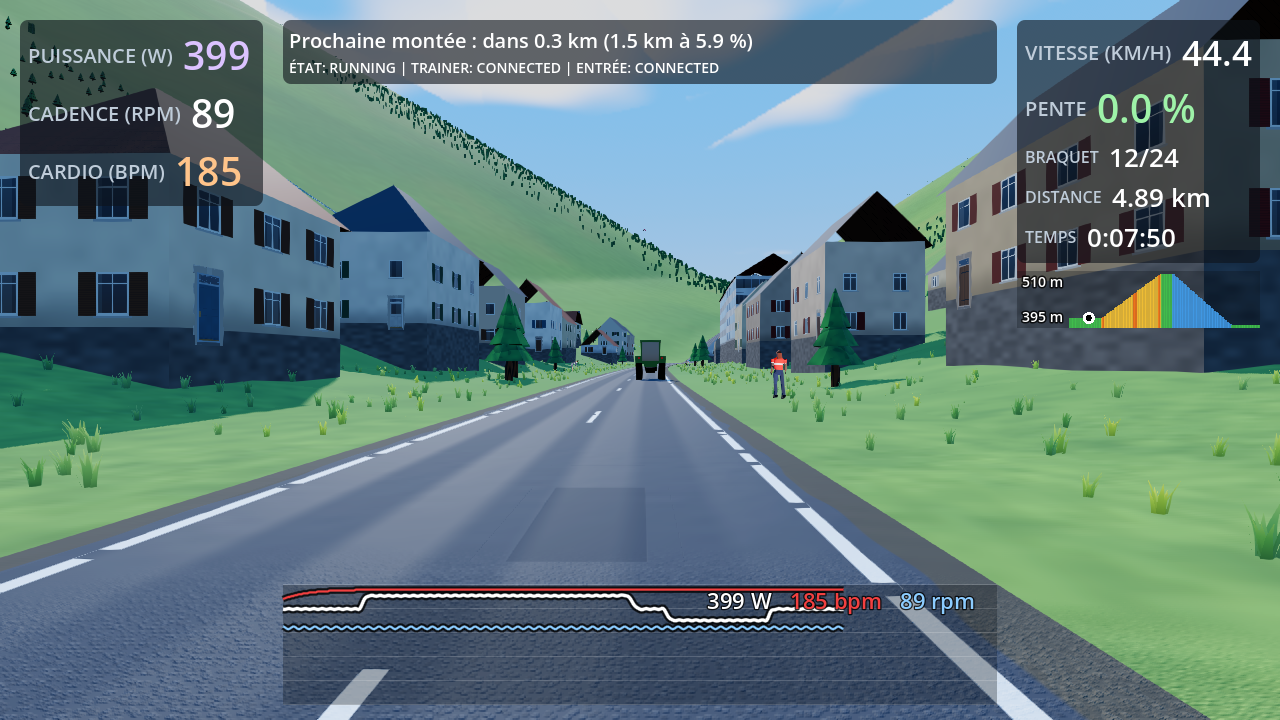 PUISSANCE (W) 399
CADENCE (RPM) 89
CARDIO (BPM) 185
Prochaine montée : dans 0.3 km (1.5 km à 5.9 %)
ÉTAT: RUNNING | TRAINER: CONNECTED | ENTRÉE: CONNECTED
VITESSE (KM/H) 44.4
PENTE 0.0 %
BRAQUET 12/24
DISTANCE 4.89 km
TEMPS 0:07:50
510 m
395 m
399 W 185 bpm 89 rpm